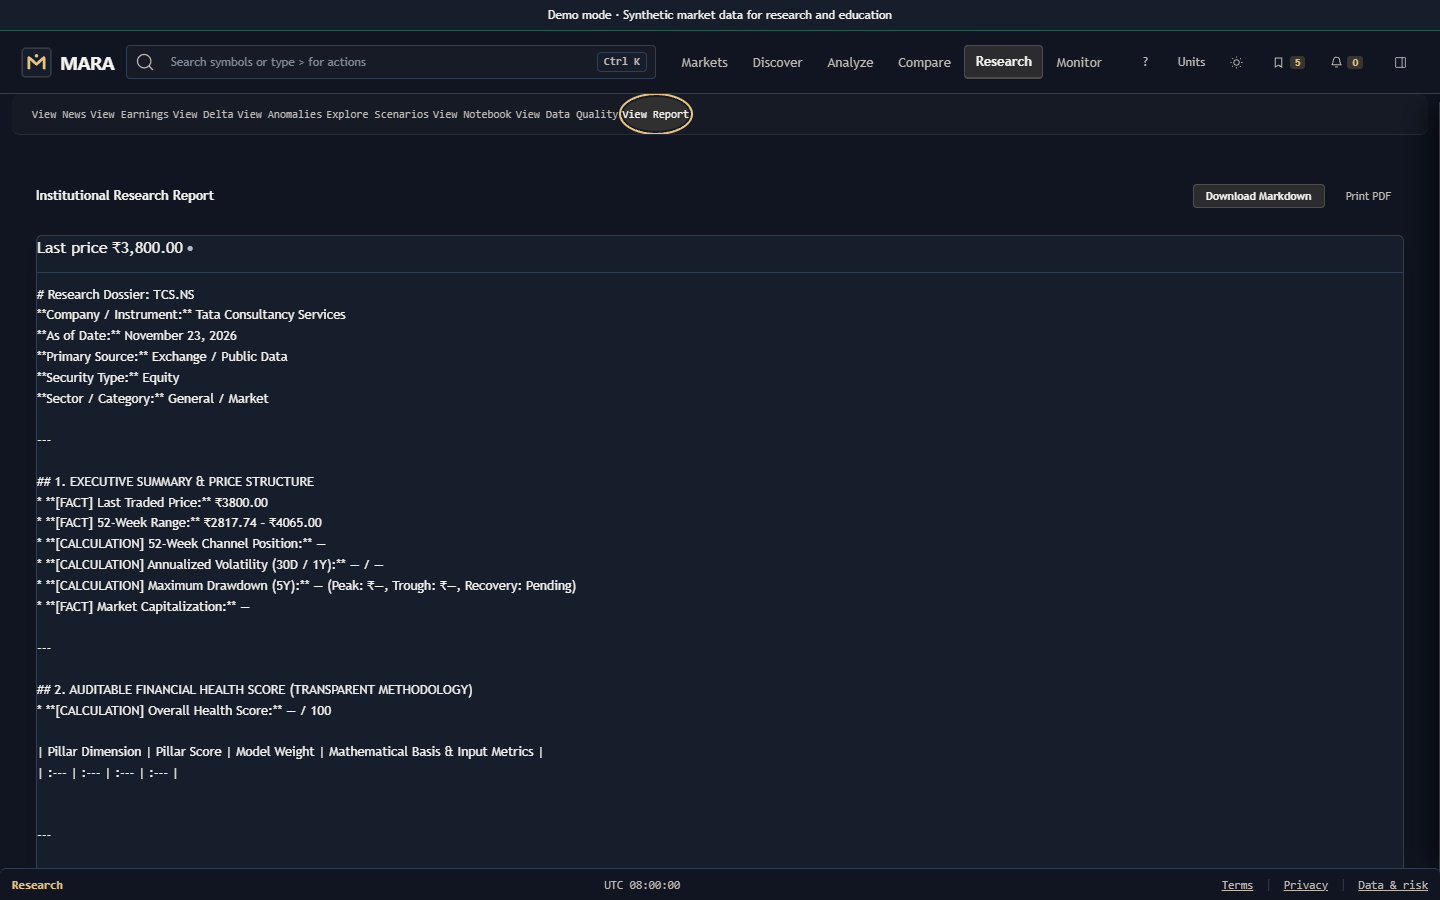 Demo mode · Synthetic market data for research and education
MARA
Search symbols or type > for actions
Ctrl K
Markets
Discover
Analyze
Compare
Research
Monitor
?
Units
5
0
View News View Earnings View Delta View Anomalies Explore Scenarios View Notebook View Data Quality View Report
Institutional Research Report
Download Markdown
Print PDF
Last price ₹3,800.00 •
# Research Dossier: TCS.NS
**Company / Instrument:** Tata Consultancy Services
**As of Date:** November 23, 2026
**Primary Source:** Exchange / Public Data
**Security Type:** Equity
**Sector / Category:** General / Market
---
## 1. EXECUTIVE SUMMARY & PRICE STRUCTURE
* **[FACT] Last Traded Price:** ₹3800.00
* **[FACT] 52-Week Range:** ₹2817.74 - ₹4065.00
* **[CALCULATION] 52-Week Channel Position:** —
* **[CALCULATION] Annualized Volatility (30D / 1Y):** — / —
* **[CALCULATION] Maximum Drawdown (5Y):** — (Peak: ₹—, Trough: ₹—, Recovery: Pending)
* **[FACT] Market Capitalization:** —
---
## 2. AUDITABLE FINANCIAL HEALTH SCORE (TRANSPARENT METHODOLOGY)
* **[CALCULATION] Overall Health Score:** — / 100
| Pillar Dimension | Pillar Score | Model Weight | Mathematical Basis & Input Metrics |
| :--- | :--- | :--- | :--- |
---
Research
UTC 08:00:00
Terms
Privacy
Data & risk